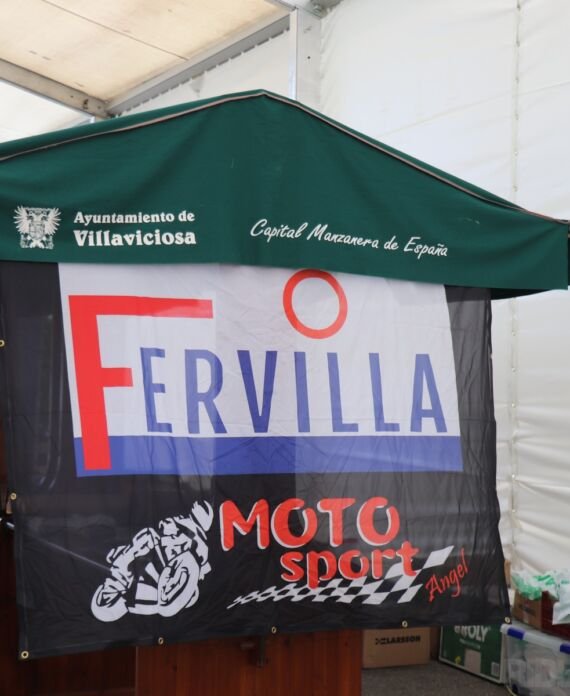 Ayuntamiento de
Villaviciosa
Capital Manzanera de España
FERVILLA
MOTO
sport
Angel
LARSSON